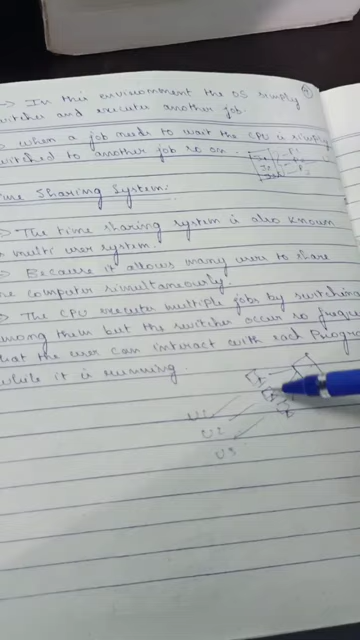 → In this environment the OS simply
switches and executes another job.
when a job needs to wait the CPU is simply
switched to another job so on.
Time Sharing System:
→ The time sharing system is also known
multi user system.
→ Because it allows many users to share
the computer simultaneously.
→ The CPU executes multiple jobs by switching
among them but the switches occur so freque
that the user can interact with each Program
while it is running.
U1
U2
U3